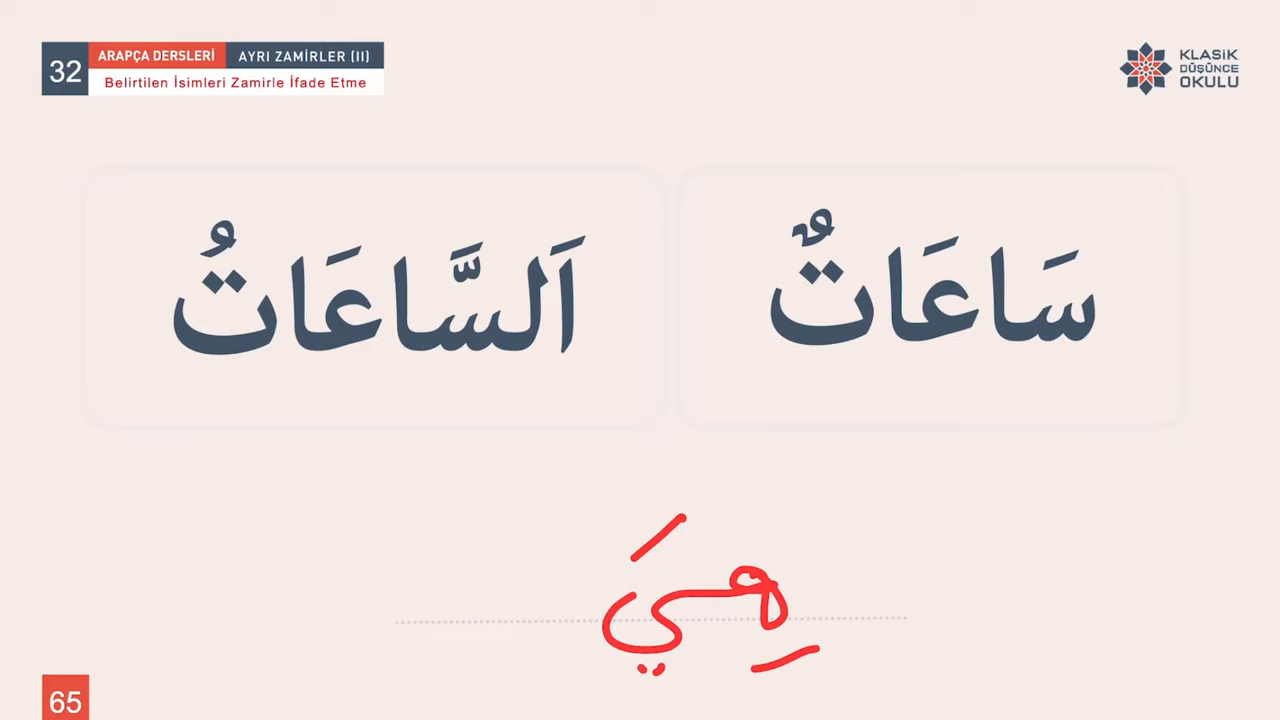 32
ARAPÇA DERSLERİ AYRI ZAMİRLER (II)
Belirtilen İsimleri Zamirle İfade Etme
KLASİK
DÜŞÜNCE
OKULU
سَاعَاتٌ
اَلسَّاعَاتُ
هِيَ
65